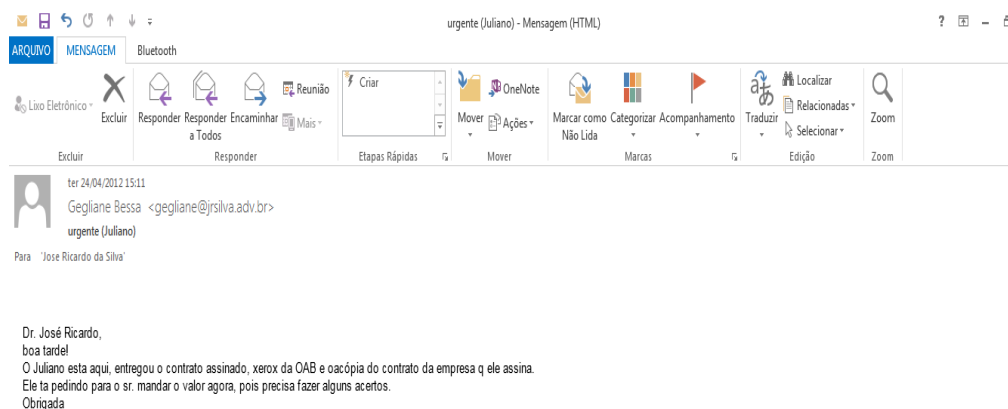 urgente (Juliano) - Mensagem (HTML)
ARQUIVO MENSAGEM Bluetooth
Lixo Eletrônico
Excluir
Responder
Responder a Todos
Encaminhar
Reunião
Mais
Criar
Mover
OneNote
Ações
Marcar como Não Lida
Categorizar
Acompanhamento
Traduzir
Localizar
Relacionadas
Selecionar
Zoom
Excluir
Responder
Etapas Rápidas
Mover
Marcas
Edição
Zoom
ter 24/04/2012 15:11
Gegliane Bessa <gegliane@jrsilva.adv.br>
urgente (Juliano)
Para 'Jose Ricardo da Silva'
Dr. José Ricardo,
boa tarde!
O Juliano esta aqui, entregou o contrato assinado, xerox da OAB e oacópia do contrato da empresa q ele assina.
Ele ta pedindo para o sr. mandar o valor agora, pois precisa fazer alguns acertos.
Obrigada